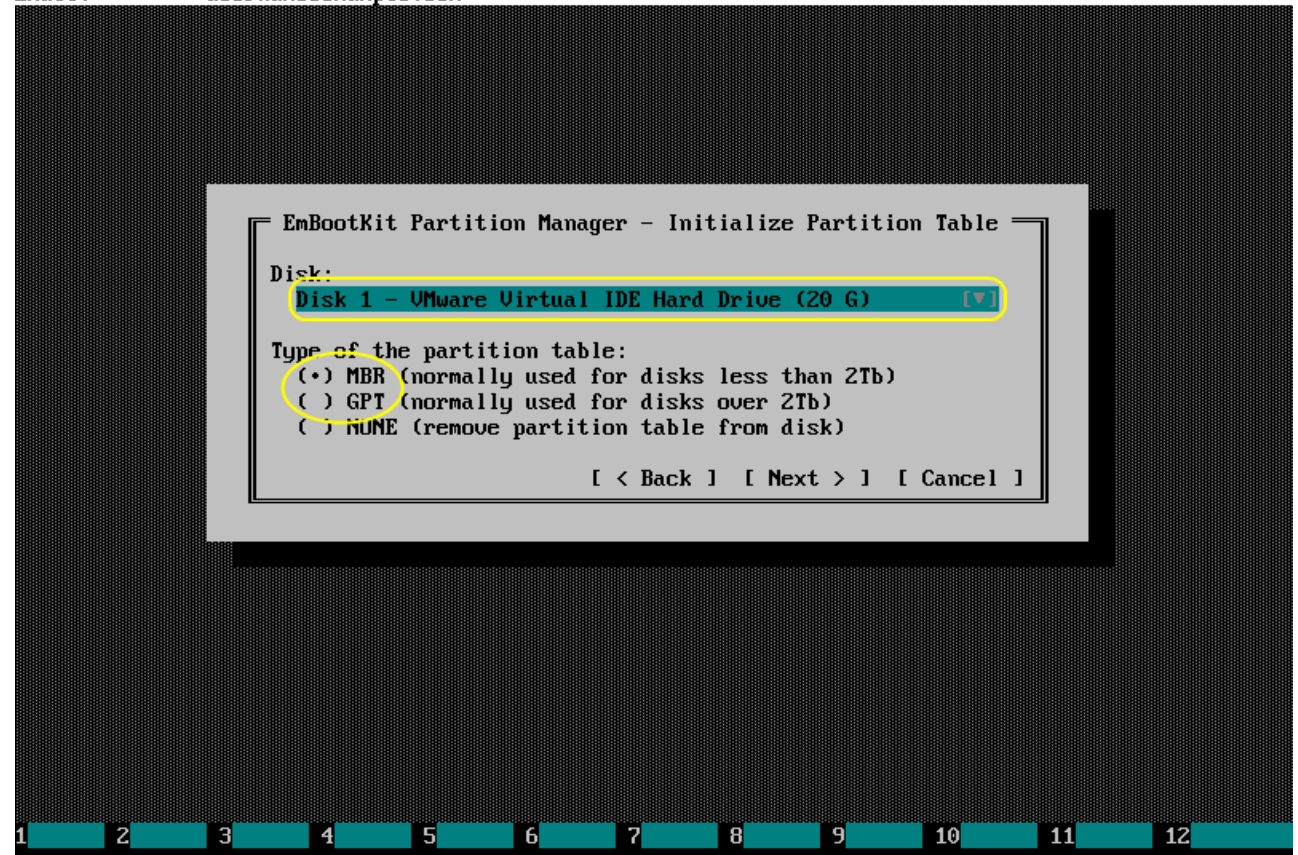 EmBootKit Partition Manager - Initialize Partition Table
Disk:
Disk 1 - VMware Virtual IDE Hard Drive (20 G) [▼]
Type of the partition table:
(•) MBR (normally used for disks less than 2Tb)
( ) GPT (normally used for disks over 2Tb)
( ) NONE (remove partition table from disk)
[ < Back ] [ Next > ] [ Cancel ]
1 2 3 4 5 6 7 8 9 10 11 12